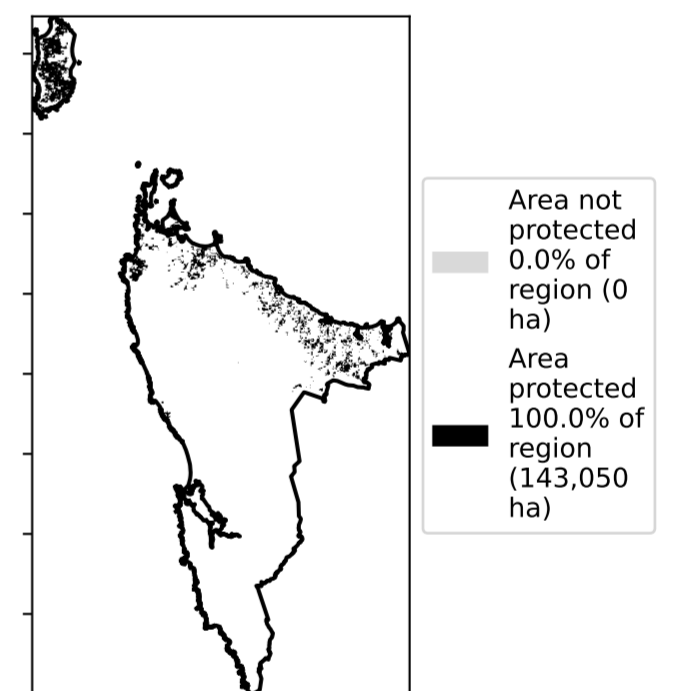 Area not
protected
0.0% of
region (0
ha)
Area
protected
100.0% of
region
(143,050
ha)